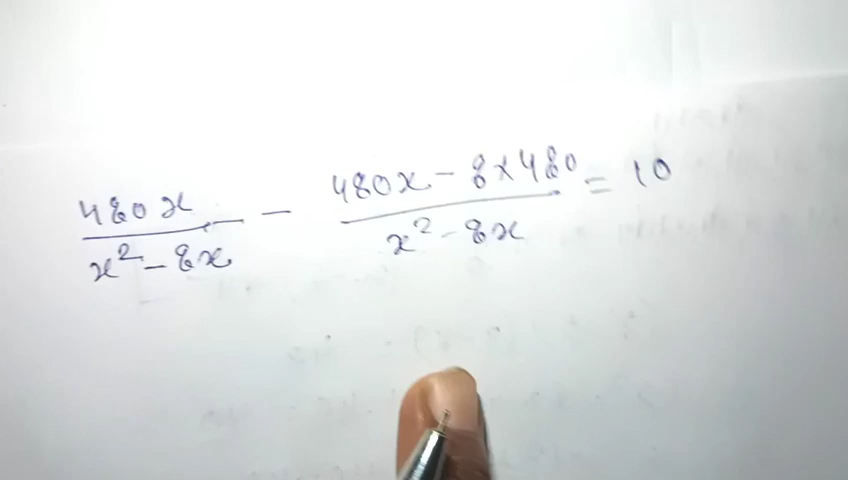 480x / x² - 8x - 480x - 8 x 480 / x² - 8x = 10